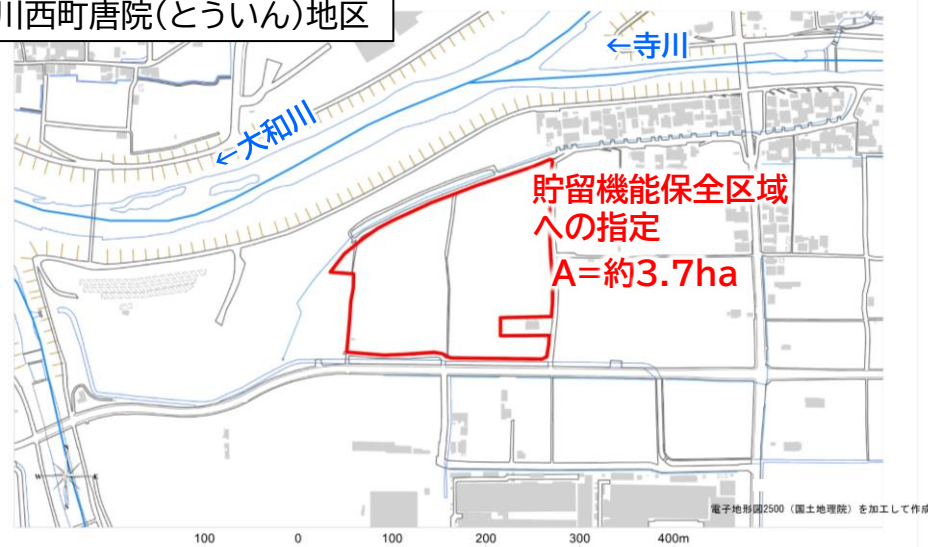 川西町唐院(とういん)地区
←寺川
←大和川
貯留機能保全区域
への指定
A=約3.7ha
N
W E
S
電子地形図2500(国土地理院)を加工して作成
100 0 100 200 300 400m